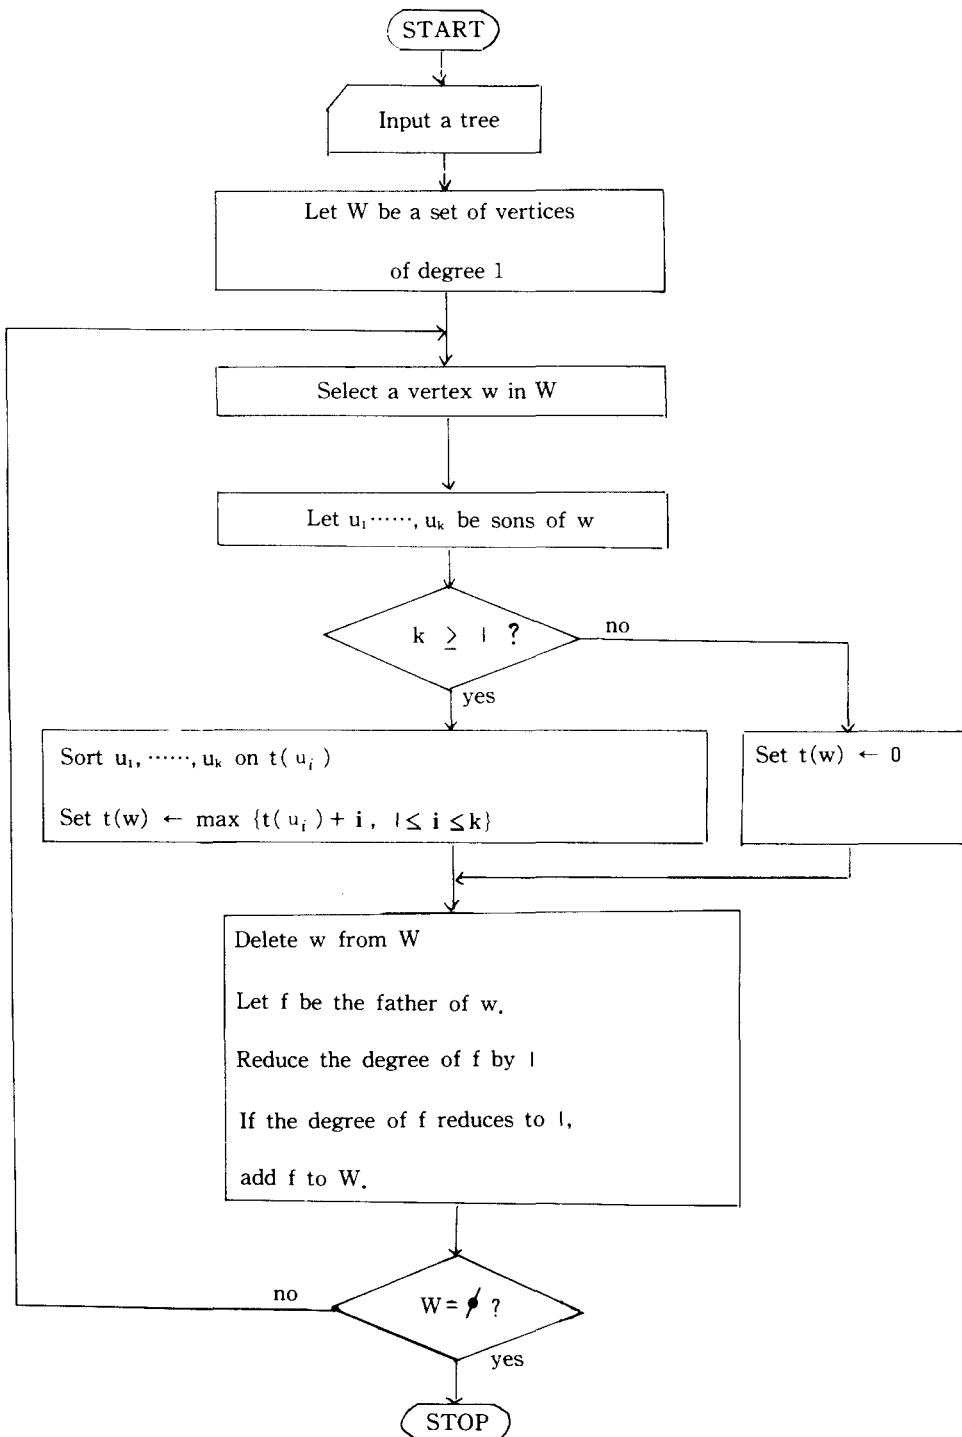 START
Input a tree
Let W be a set of vertices
of degree 1
Select a vertex w in W
Let u₁······, uₖ be sons of w
k ≥ 1 ?
no
yes
Sort u₁, ······, uₖ on t( uᵢ )
Set t(w) ← max {t( uᵢ ) + i , 1 ≤ i ≤ k}
Set t(w) ← 0
Delete w from W
Let f be the father of w.
Reduce the degree of f by 1
If the degree of f reduces to 1,
add f to W.
no
W = ∅ ?
yes
STOP